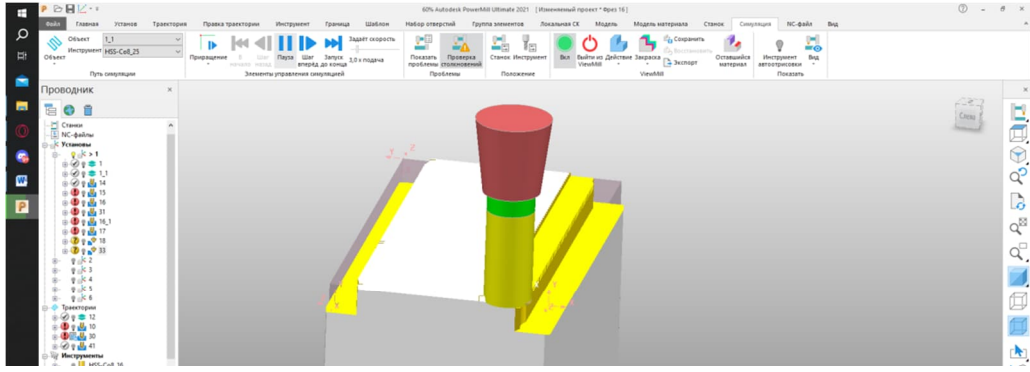 60% Autodesk PowerMill Ultimate 2021 [Измененный проект * Фрез 16]
Файл Главная Установ Траектория Правка траектории Инструмент Граница Шаблон Набор отверстий Группа элементов Локальная СК Модель Модель материала Станок Симуляция NC-файл Вид
Объект
Объект 1_1
Инструмент HSS-Co8_25
Путь симуляции
Приращение
В начало
Шаг назад
Пауза
Шаг вперёд
Запуск до конца
Задаёт скорость
3,0 x подача
Элементы управления симуляцией
Показать проблемы
Проверка столкновений
Проблемы
Станок Инструмент
Положение
Вкл
Выйти из ViewMill
Действие Закраска
Сохранить
Восстановить
Экспорт
Оставшийся материал
ViewMill
Инструмент автоотрисовки
Вид
Показать
Проводник
Станки
NC-файлы
Установы
> 1
1
1_1
14
15
16
31
16_1
17
18
33
2
3
4
5
6
Траектории
12
10
30
41
Инструменты
HSS-Co8_16
Слева
Z
Y
X
Y